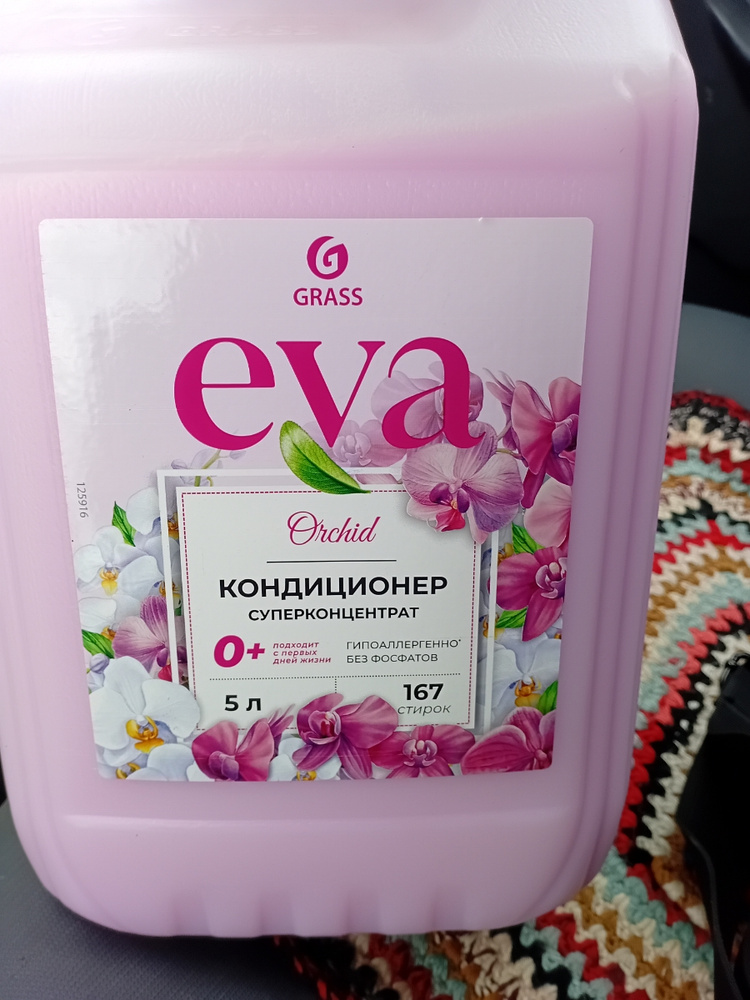 GRASS
eva
125916
Orchid
КОНДИЦИОНЕР
СУПЕРКОНЦЕНТРАТ
0+ подходит
с первых
дней жизни
ГИПОАЛЛЕРГЕННО*
БЕЗ ФОСФАТОВ
5 л
167
стирок